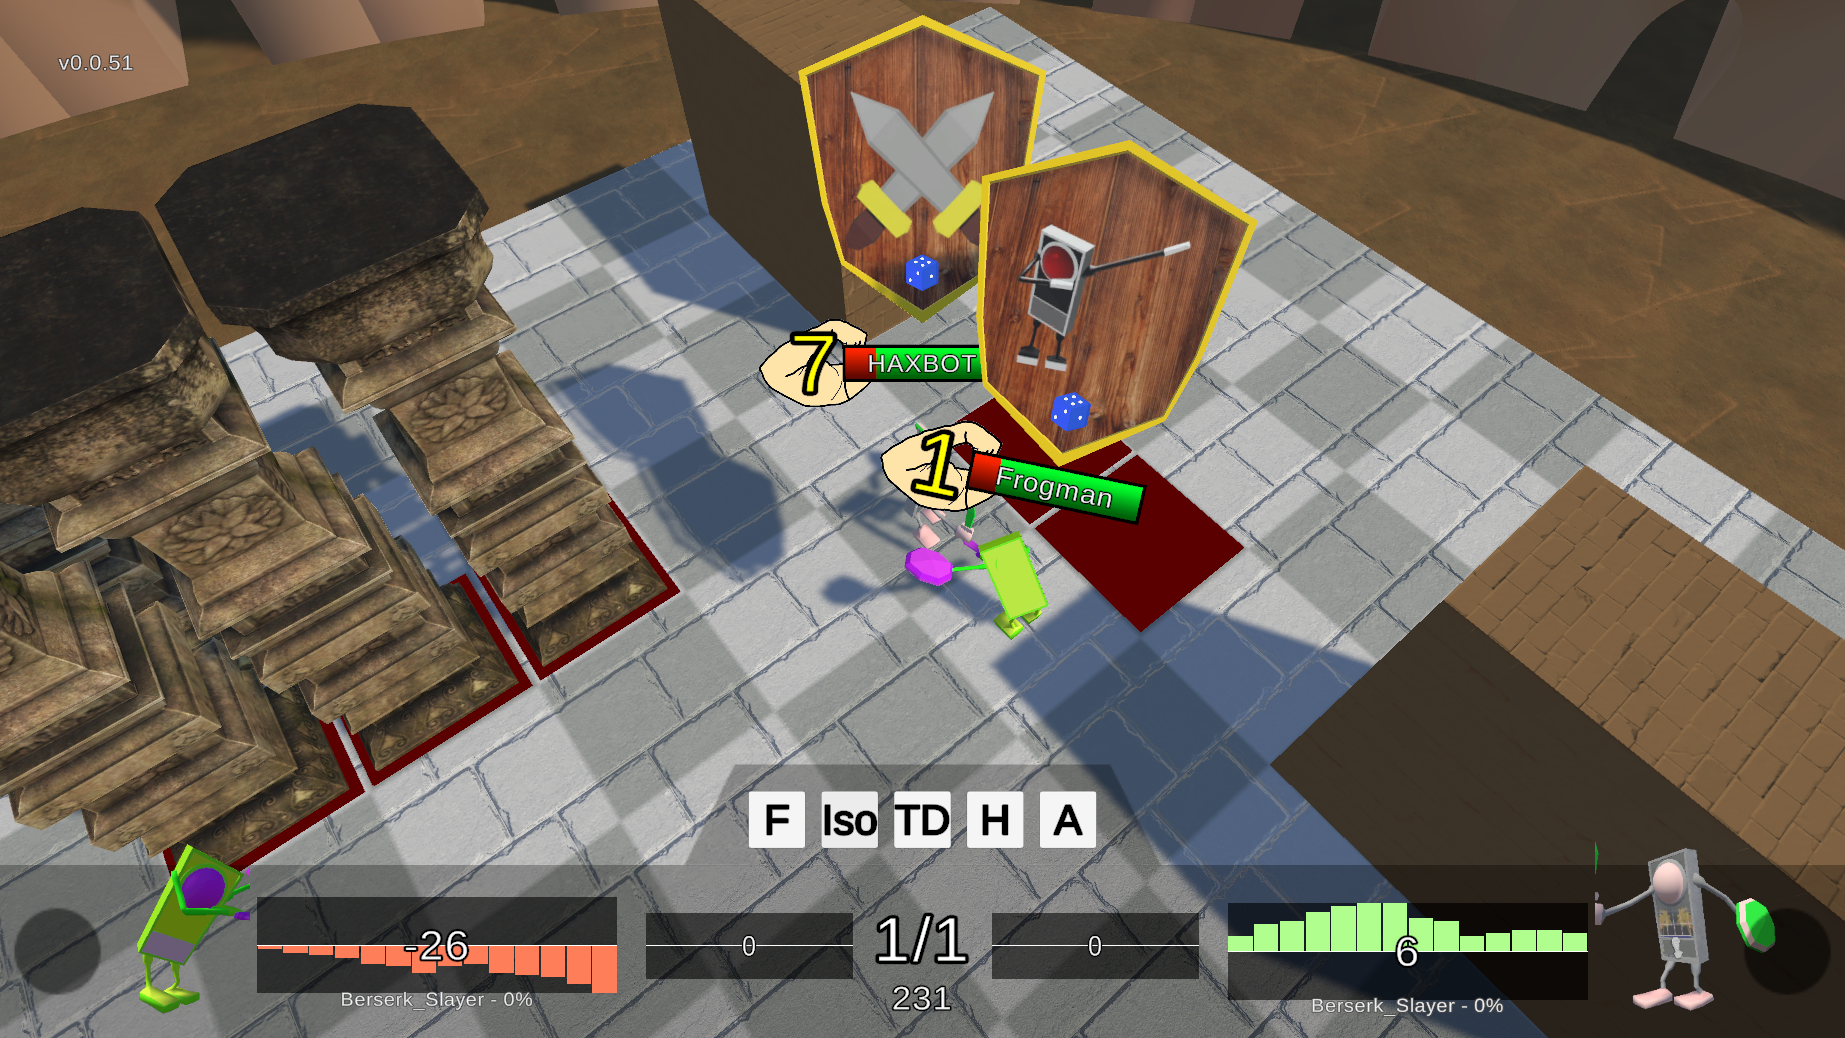 v0.0.51
7
HAXBOT
1
Frogman
F Iso TD H A
-26
0
1/1
0
6
Berserk_Slayer - 0%
231
Berserk_Slayer - 0%